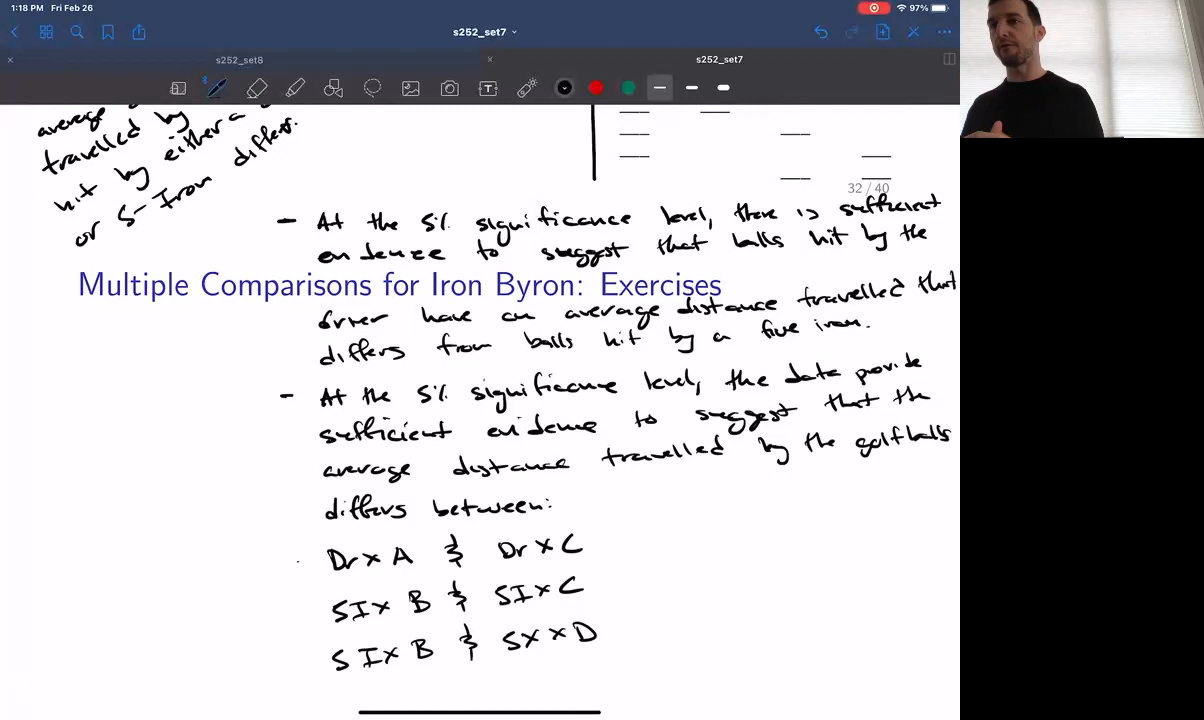 1:18 PM Fri Feb 26
97%
s252_set7
s252_set8
s252_set7
average
travelled by
hit by either a
or 5-Iron differs.
32 / 40
- At the 5% significance level, there is sufficient
evidence to suggest that balls hit by the
Multiple Comparisons for Iron Byron: Exercises
driver have an average distance travelled that
differs from balls hit by a five iron.
- At the 5% significance level, the data provide
sufficient evidence to suggest that the
average distance travelled by the golf balls
differs between:
Dr x A & Dr x C
5I x B & 5I x C
5I x B & 5X x D